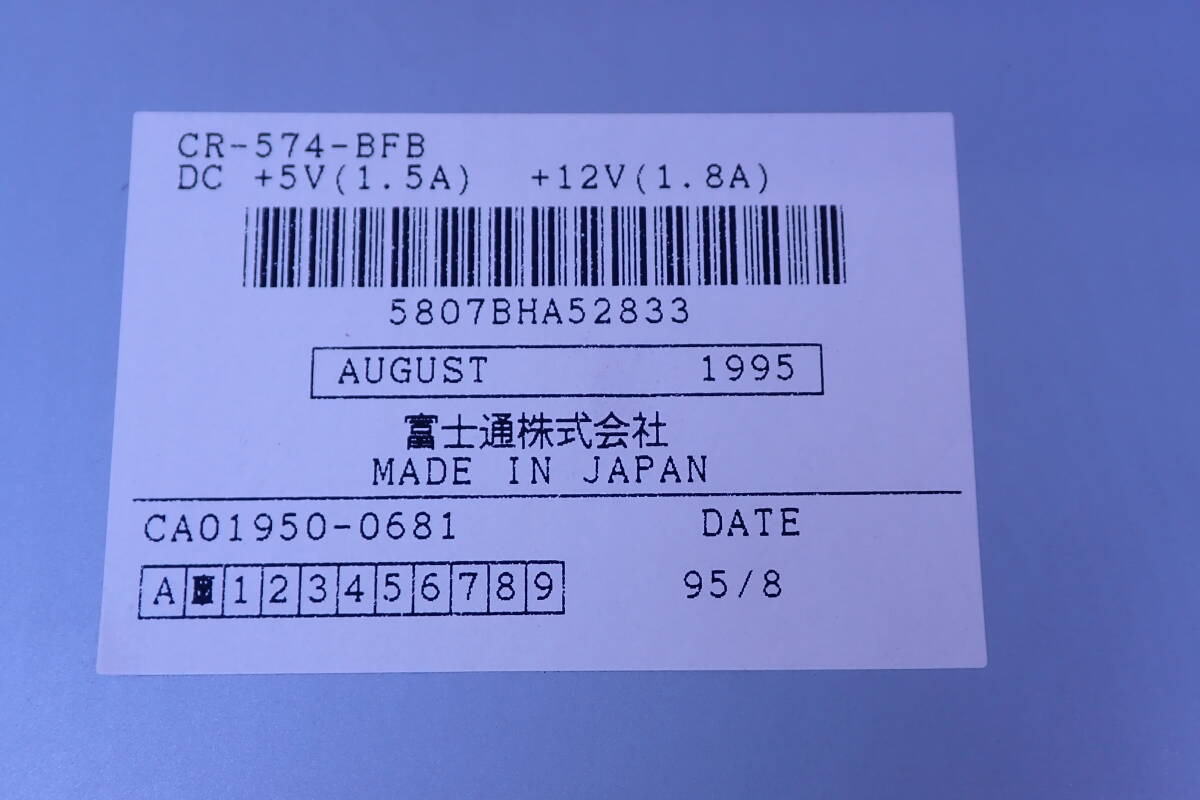 CR-574-BFB
DC +5V(1.5A) +12V(1.8A)
5807BHA52833
AUGUST 1995
富士通株式会社
MADE IN JAPAN
CA01950-0681 DATE
A 1 2 3 4 5 6 7 8 9 95/8